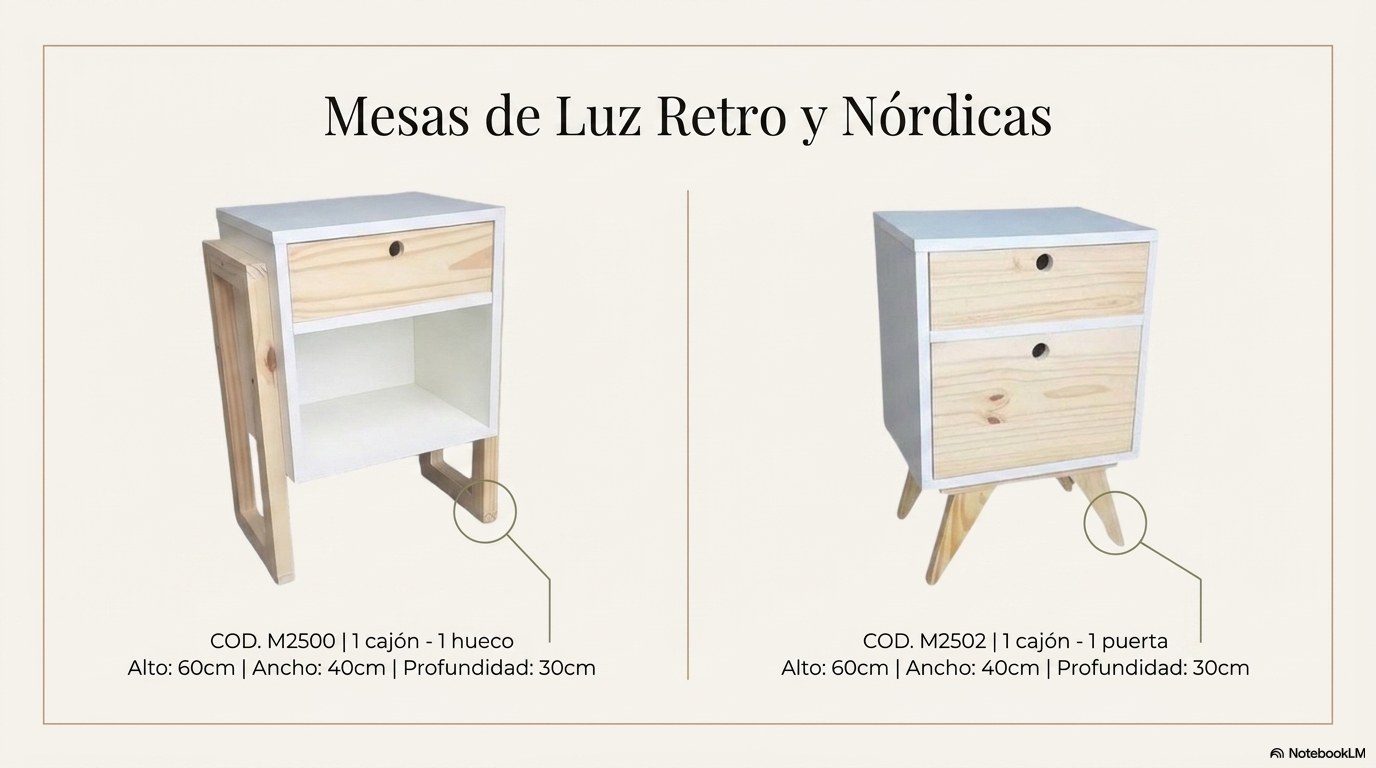 Mesas de Luz Retro y Nórdicas
COD. M2500 | 1 cajón - 1 hueco
Alto: 60cm | Ancho: 40cm | Profundidad: 30cm
COD. M2502 | 1 cajón - 1 puerta
Alto: 60cm | Ancho: 40cm | Profundidad: 30cm
NotebookLM